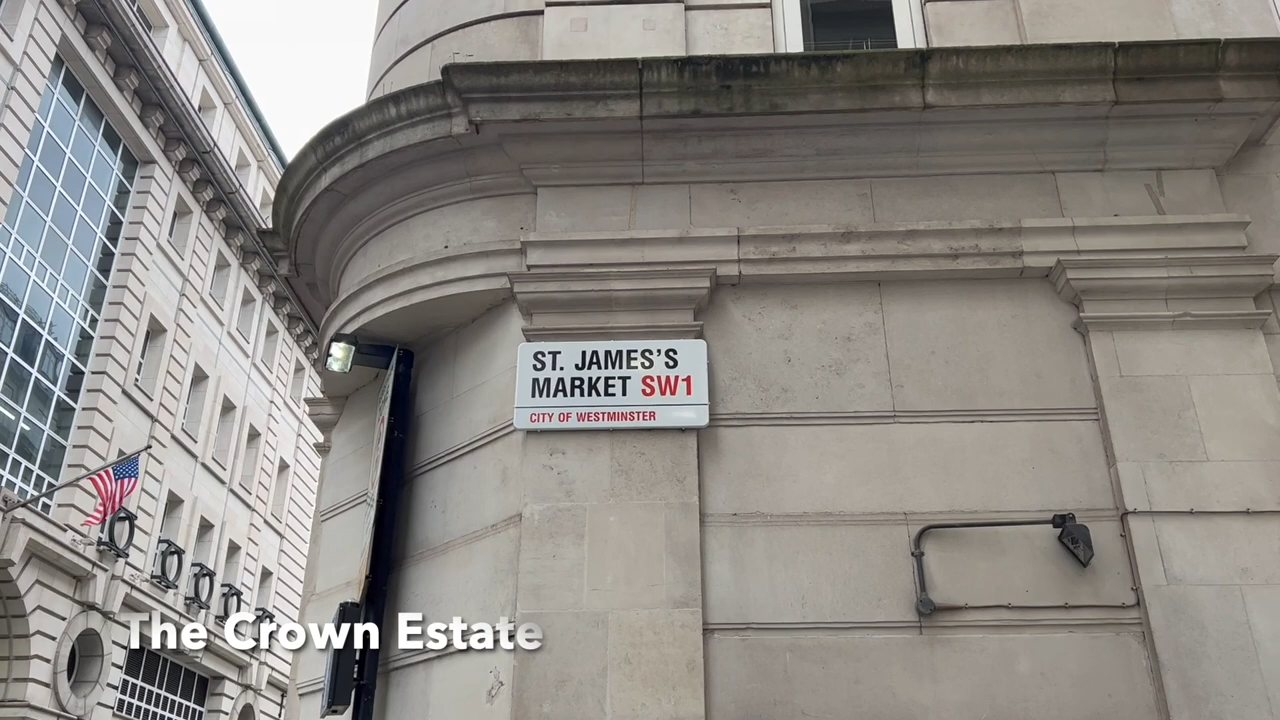 ST. JAMES'S
MARKET SW1
CITY OF WESTMINSTER
The Crown Estate